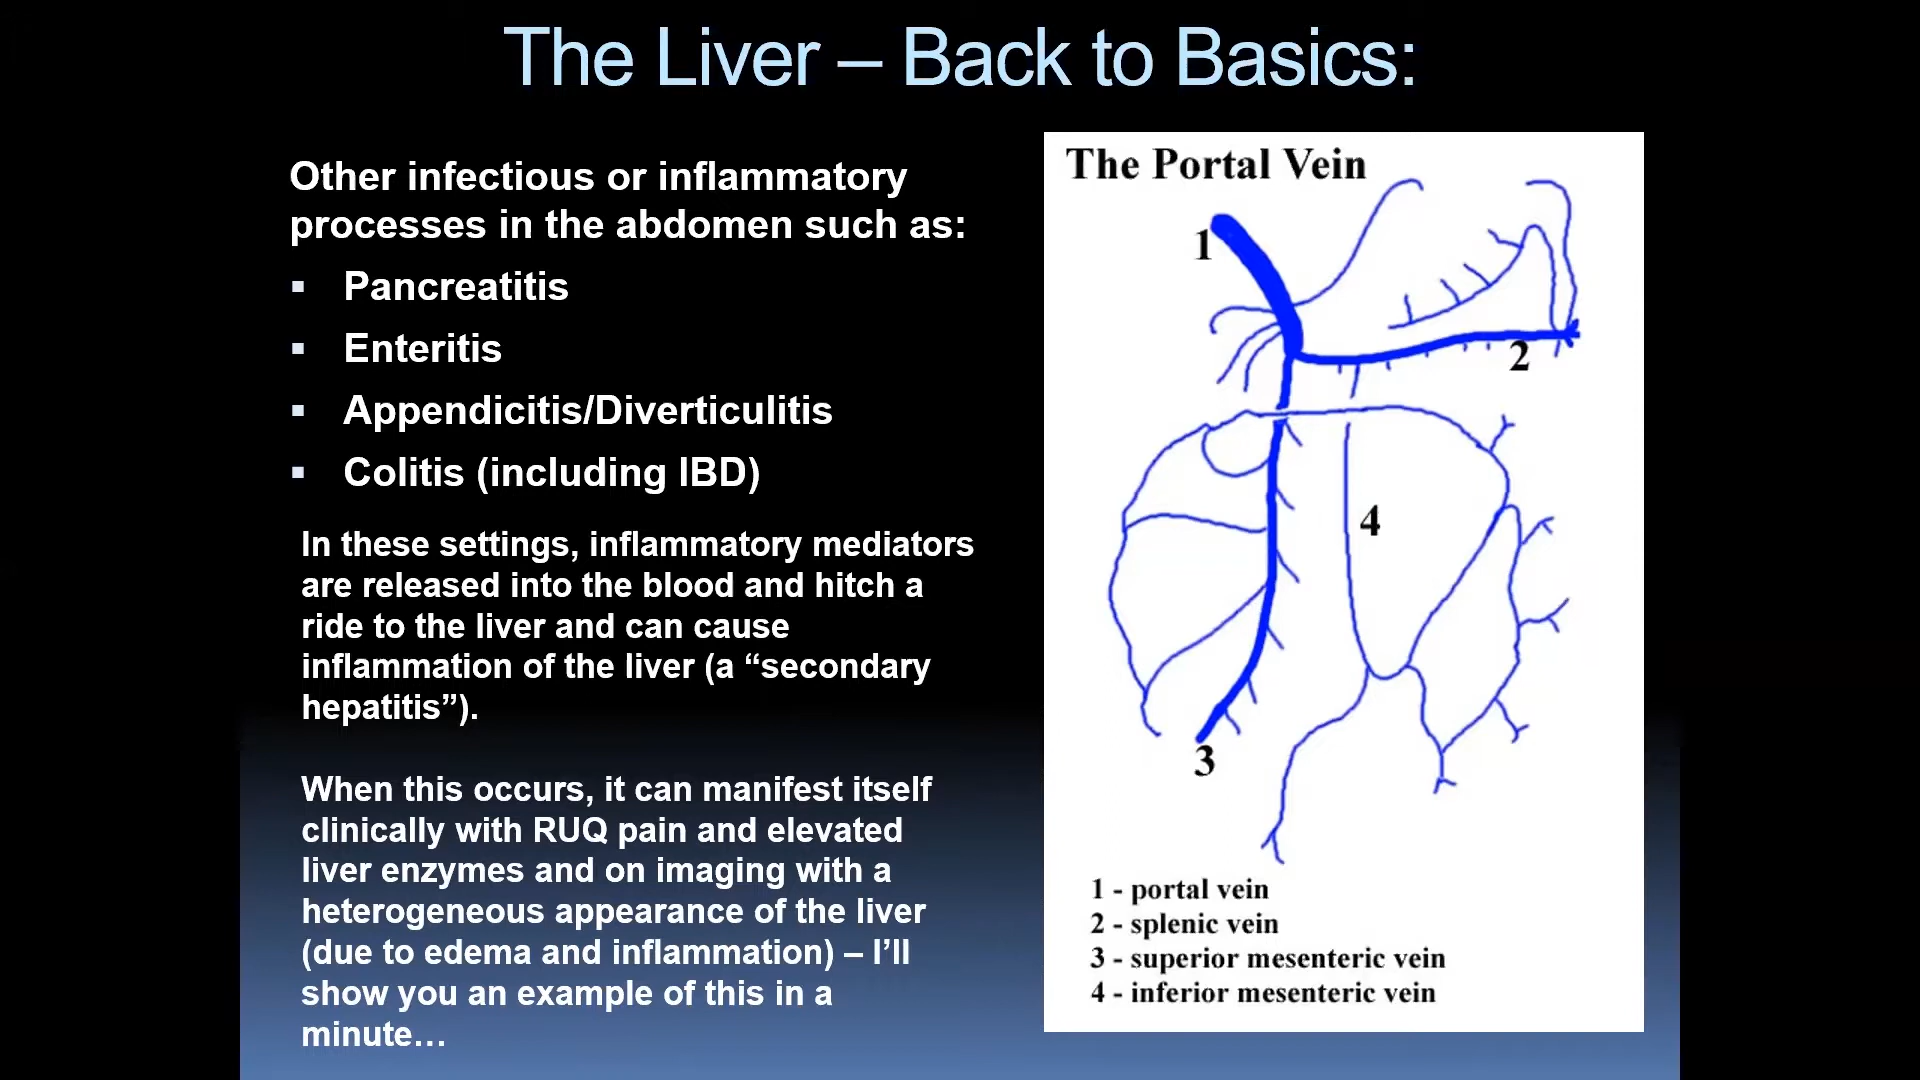 The Liver – Back to Basics:
Other infectious or inflammatory
processes in the abdomen such as:
▪ Pancreatitis
▪ Enteritis
▪ Appendicitis/Diverticulitis
▪ Colitis (including IBD)
In these settings, inflammatory mediators
are released into the blood and hitch a
ride to the liver and can cause
inflammation of the liver (a “secondary
hepatitis”).
When this occurs, it can manifest itself
clinically with RUQ pain and elevated
liver enzymes and on imaging with a
heterogeneous appearance of the liver
(due to edema and inflammation) – I’ll
show you an example of this in a
minute…
The Portal Vein
1
2
4
3
1 - portal vein
2 - splenic vein
3 - superior mesenteric vein
4 - inferior mesenteric vein